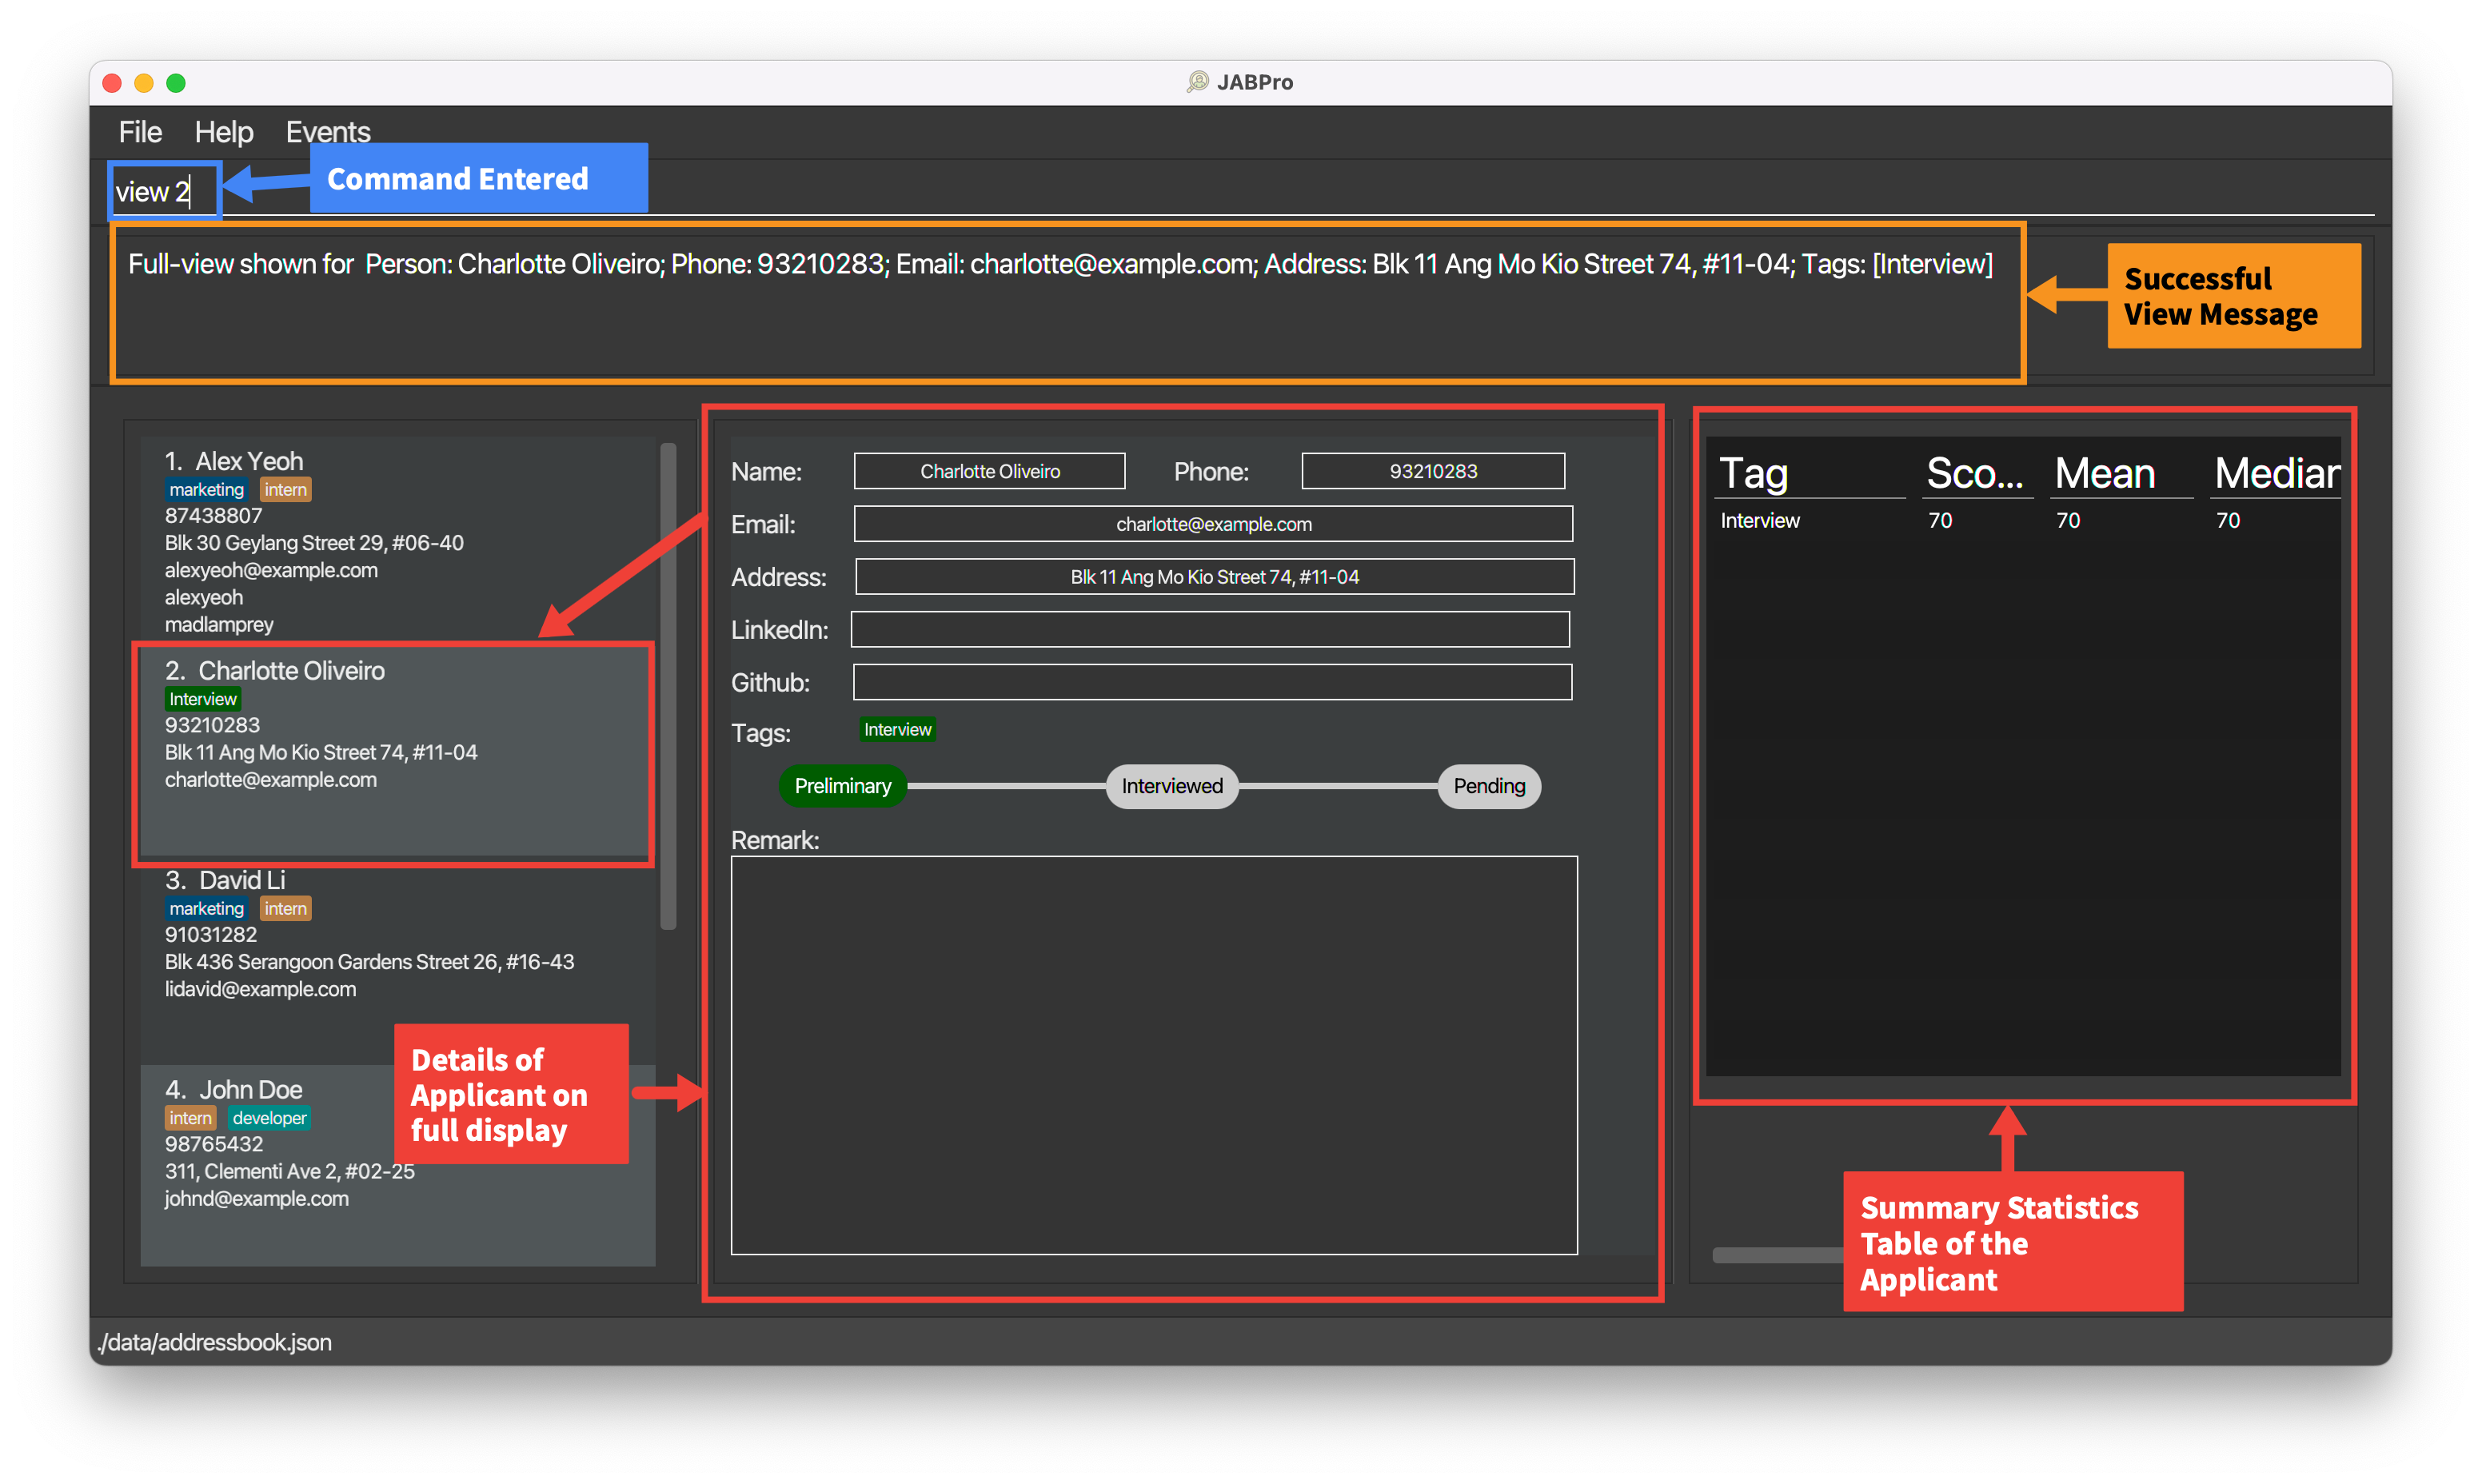 JABPro
File Help Events
view 2
Command Entered
Full-view shown for Person: Charlotte Oliveiro; Phone: 93210283; Email: charlotte@example.com; Address: Blk 11 Ang Mo Kio Street 74, #11-04; Tags: [Interview]
Successful
View Message
1. Alex Yeoh
marketing intern
87438807
Blk 30 Geylang Street 29, #06-40
alexyeoh@example.com
alexyeoh
madlamprey
2. Charlotte Oliveiro
Interview
93210283
Blk 11 Ang Mo Kio Street 74, #11-04
charlotte@example.com
3. David Li
marketing intern
91031282
Blk 436 Serangoon Gardens Street 26, #16-43
lidavid@example.com
4. John Doe
intern developer
98765432
311, Clementi Ave 2, #02-25
johnd@example.com
Details of
Applicant on
full display
Name: Charlotte Oliveiro Phone: 93210283
Email: charlotte@example.com
Address: Blk 11 Ang Mo Kio Street 74, #11-04
LinkedIn:
Github:
Tags: Interview
Preliminary Interviewed Pending
Remark:
Tag Sco... Mean Median
Interview 70 70 70
Summary Statistics
Table of the
Applicant
./data/addressbook.json